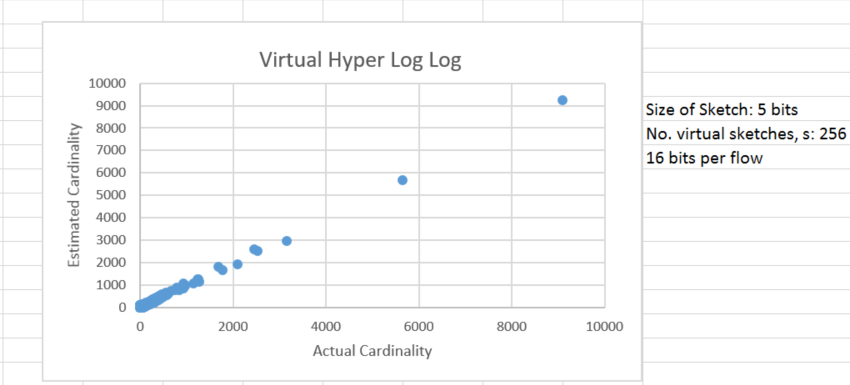 Virtual Hyper Log Log
10000
9000
8000
7000
6000
5000
4000
3000
2000
1000
0
Estimated Cardinality
0 2000 4000 6000 8000 10000
Actual Cardinality
Size of Sketch: 5 bits
No. virtual sketches, s: 256
16 bits per flow